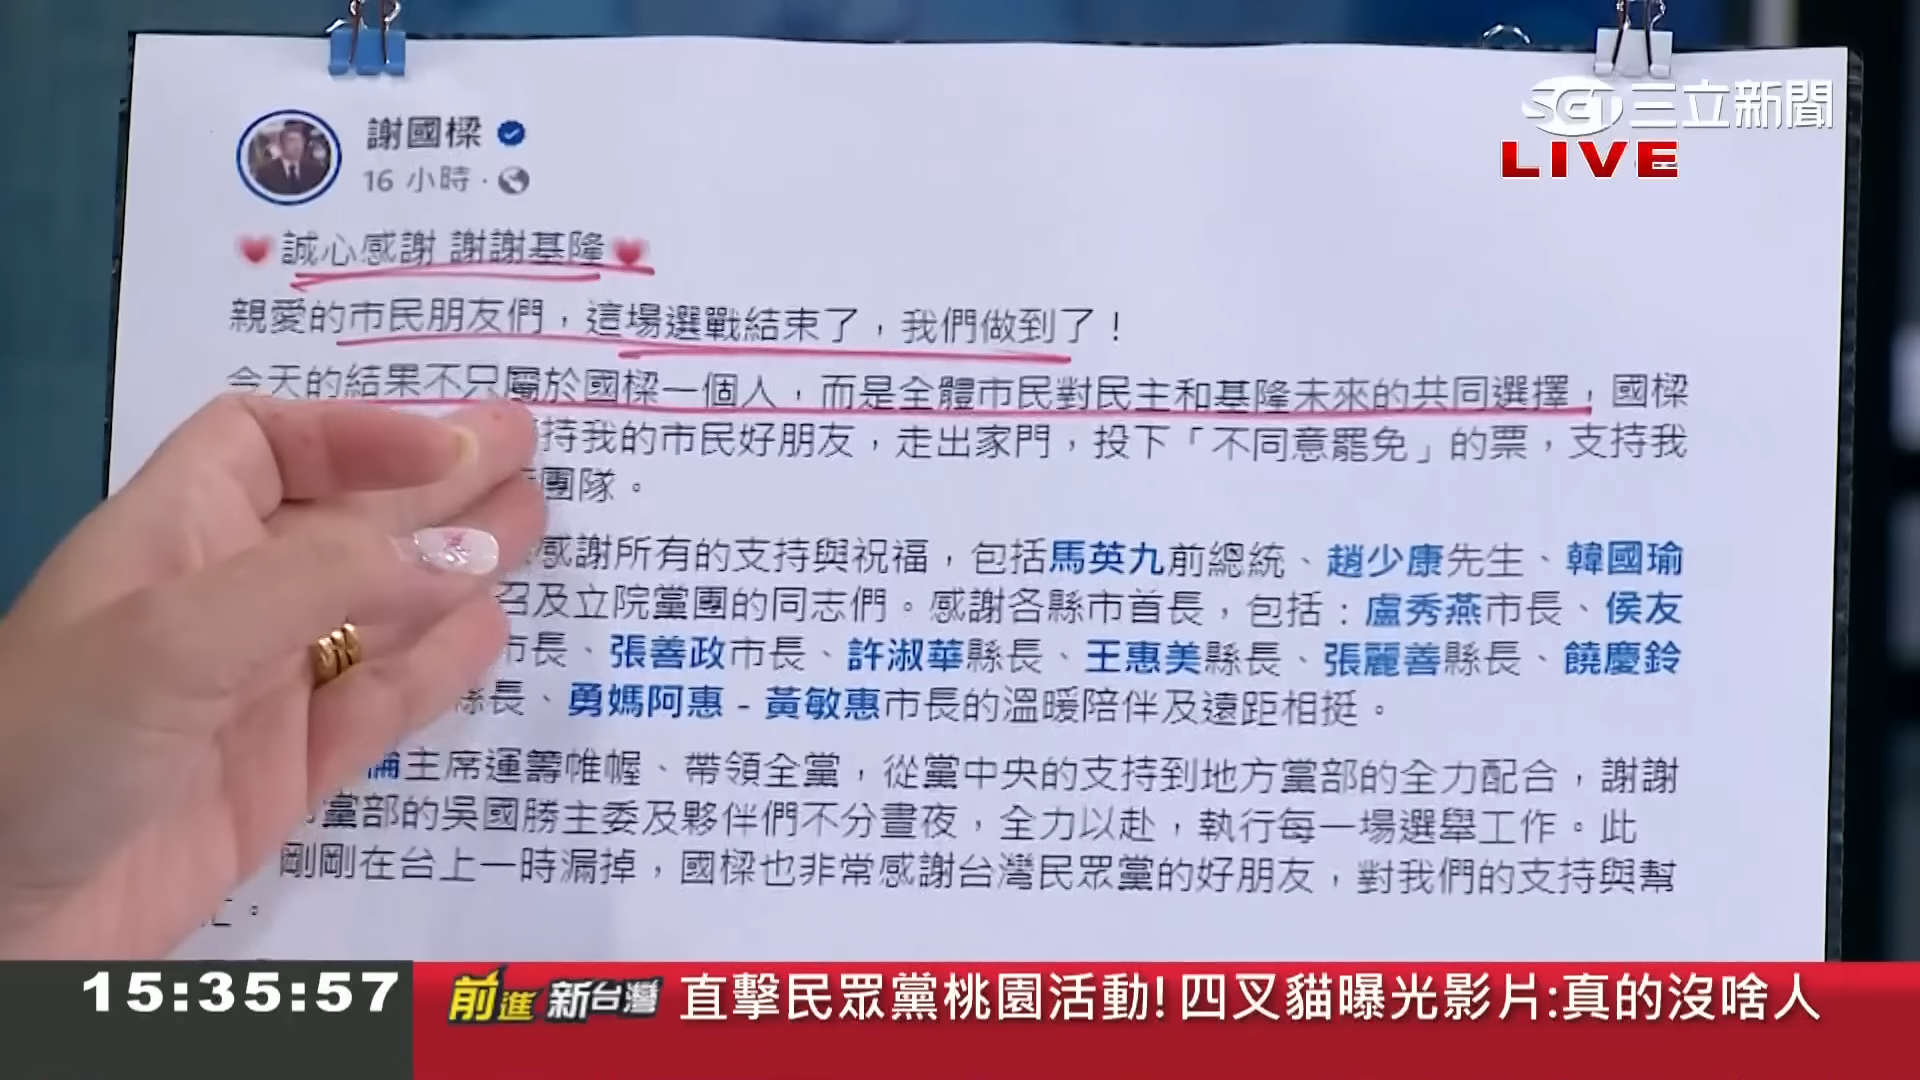 SET三立新聞
LIVE
謝國樑
16 小時 ·
誠心感謝 謝謝基隆
親愛的市民朋友們，這場選戰結束了，我們做到了！
今天的結果不只屬於國樑一個人，而是全體市民對民主和基隆未來的共同選擇，國樑
持我的市民好朋友，走出家門，投下「不同意罷免」的票，支持我
團隊。
感謝所有的支持與祝福，包括馬英九前總統、趙少康先生、韓國瑜
召及立院黨團的同志們。感謝各縣市首長，包括：盧秀燕市長、侯友
市長、張善政市長、許淑華縣長、王惠美縣長、張麗善縣長、饒慶鈴
縣長、勇媽阿惠 - 黃敏惠市長的溫暖陪伴及遠距相挺。
主席運籌帷幄、帶領全黨，從黨中央的支持到地方黨部的全力配合，謝謝
黨部的吳國勝主委及夥伴們不分晝夜，全力以赴，執行每一場選舉工作。此
剛剛在台上一時漏掉，國樑也非常感謝台灣民眾黨的好朋友，對我們的支持與幫
。
15:35:57
前進新台灣 直擊民眾黨桃園活動!四叉貓曝光影片:真的沒啥人